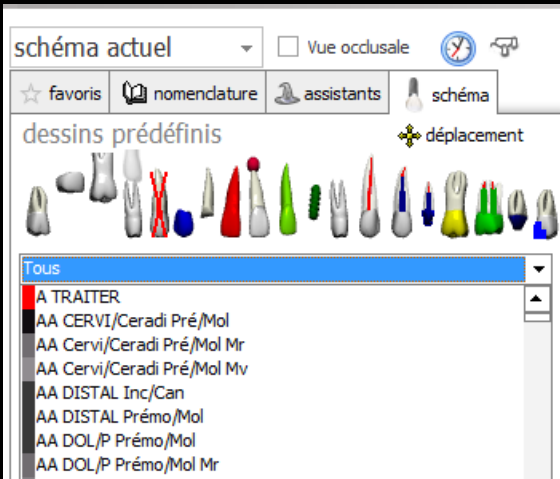 schéma actuel
Vue occlusale
favoris
nomenclature
assistants
schéma
dessins prédéfinis
déplacement
Tous
A TRAITER
AA CERVI/Ceradi Pré/Mol
AA Cervi/Ceradi Pré/Mol Mr
AA Cervi/Ceradi Pré/Mol Mv
AA DISTAL Inc/Can
AA DISTAL Prémo/Mol
AA DOL/P Prémo/Mol
AA DOL/P Prémo/Mol Mr